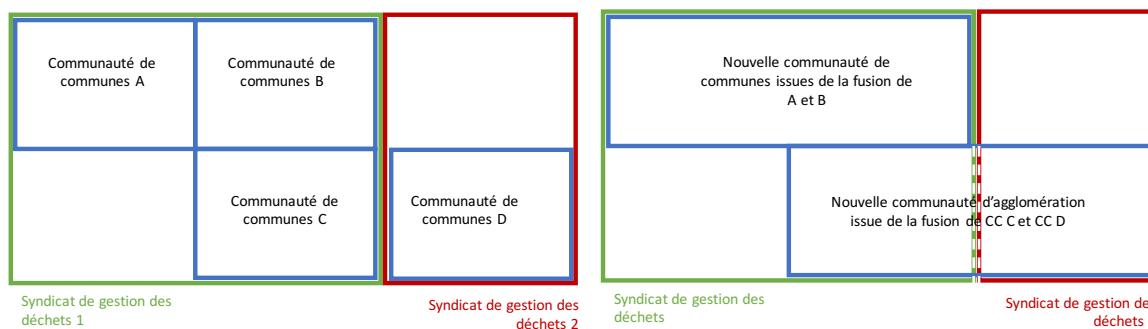 Communauté de
communes A
Communauté de
communes B
Communauté de
communes C
Communauté de
communes D
Syndicat de gestion des
déchets 1
Syndicat de gestion des
déchets 2
Nouvelle communauté de
communes issues de la fusion de
A et B
Nouvelle communauté d'agglomération
issue de la fusion de CC C et CC D
Syndicat de gestion des
déchets
Syndicat de gestion de
déchets